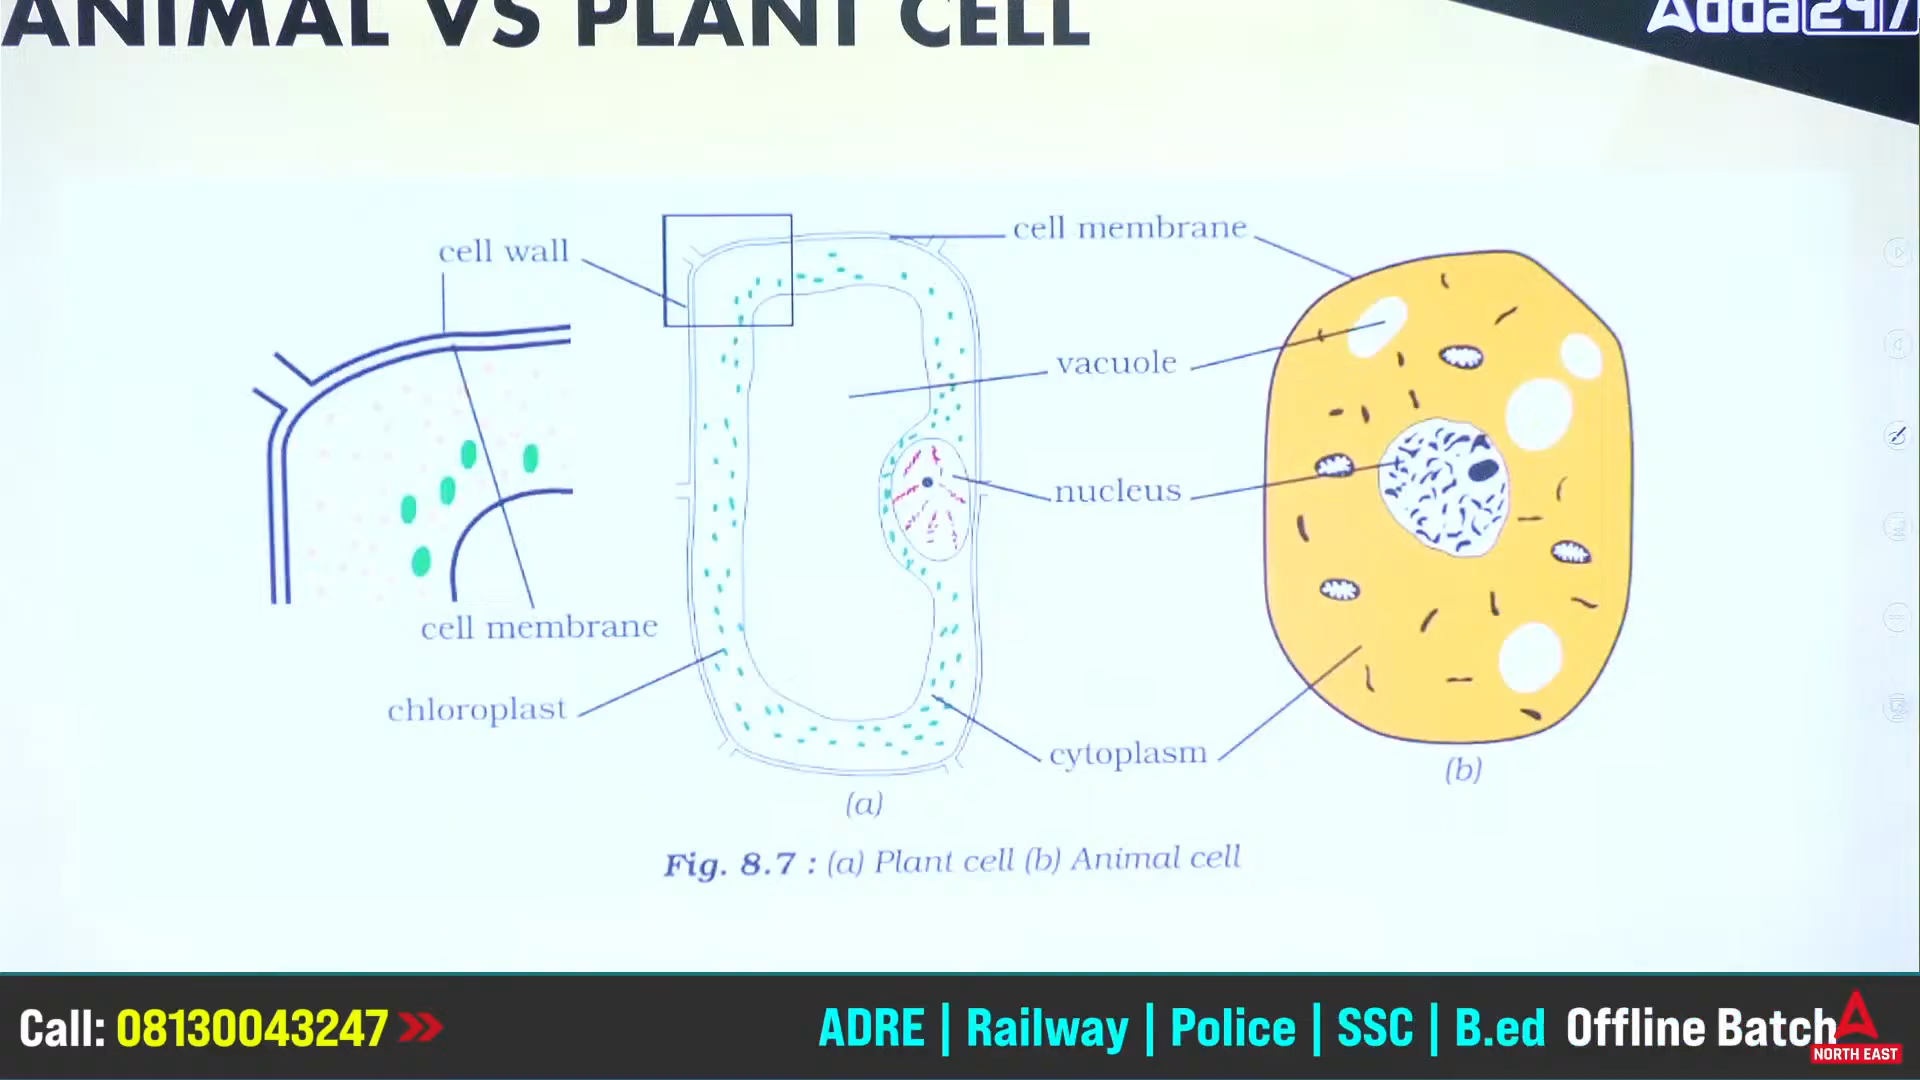 ANIMAL VS PLANT CELL
Adda247
cell wall
cell membrane
vacuole
nucleus
cell membrane
chloroplast
cytoplasm
(a)
(b)
Fig. 8.7 : (a) Plant cell (b) Animal cell
Call: 08130043247
ADRE | Railway | Police | SSC | B.ed Offline Batch
NORTH EAST